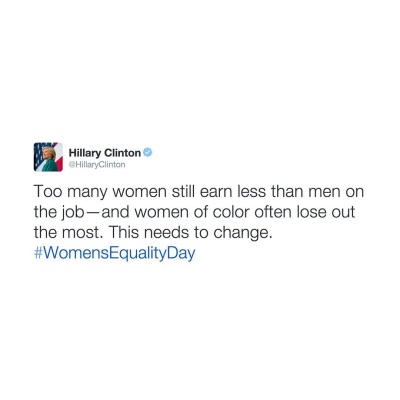 Hillary Clinton
@HillaryClinton
Too many women still earn less than men on
the job—and women of color often lose out
the most. This needs to change.
#WomensEqualityDay